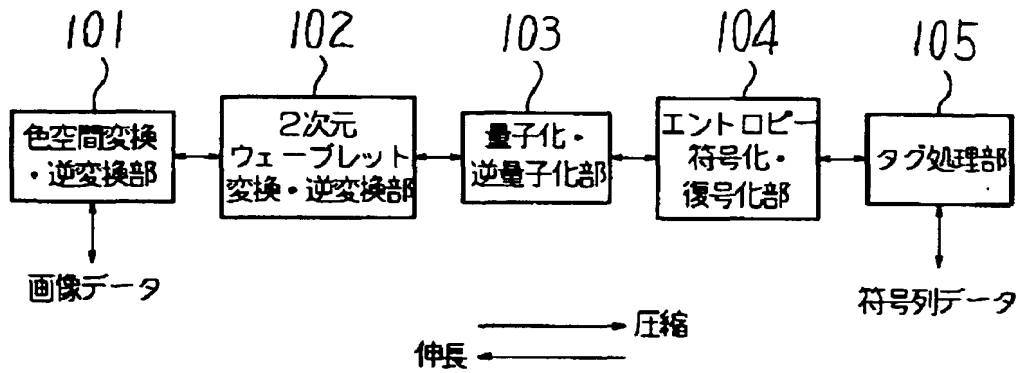 101
102
103
104
105
色空間変換
・逆変換部
2次元
ウェーブレット
変換・逆変換部
量子化・
逆量子化部
エントロピー
符号化・
復号化部
タグ処理部
画像データ
符号列データ
圧縮
伸長